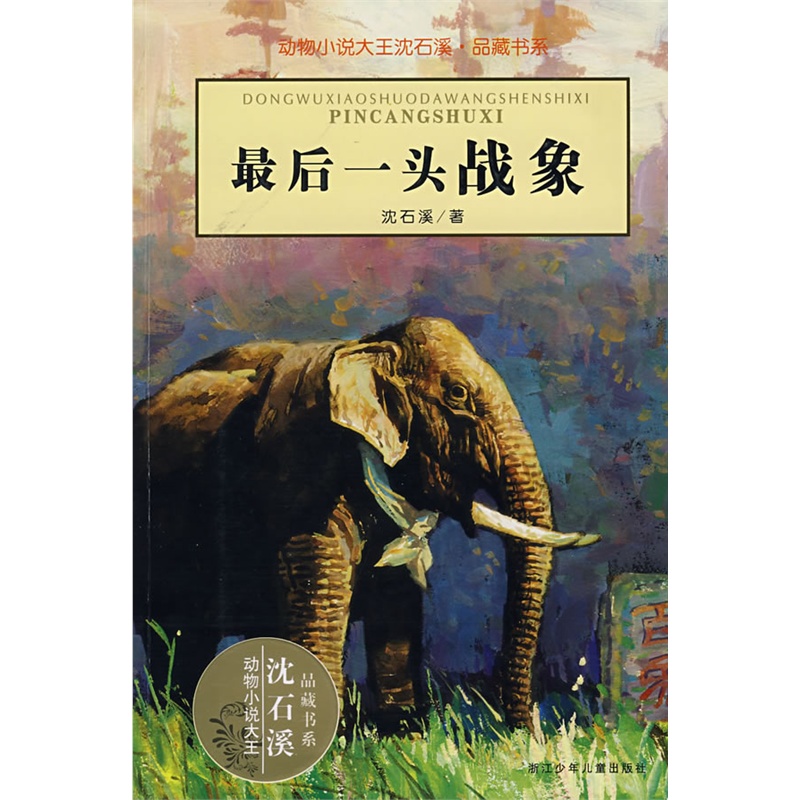 动物小说大王沈石溪·品藏书系
DONGWUXIAOSHUODAWANGSHENSHIXI
PINCANGSHUXI
最后一头战象
沈石溪/著
品藏书系
沈石溪
动物小说大王
浙江少年儿童出版社